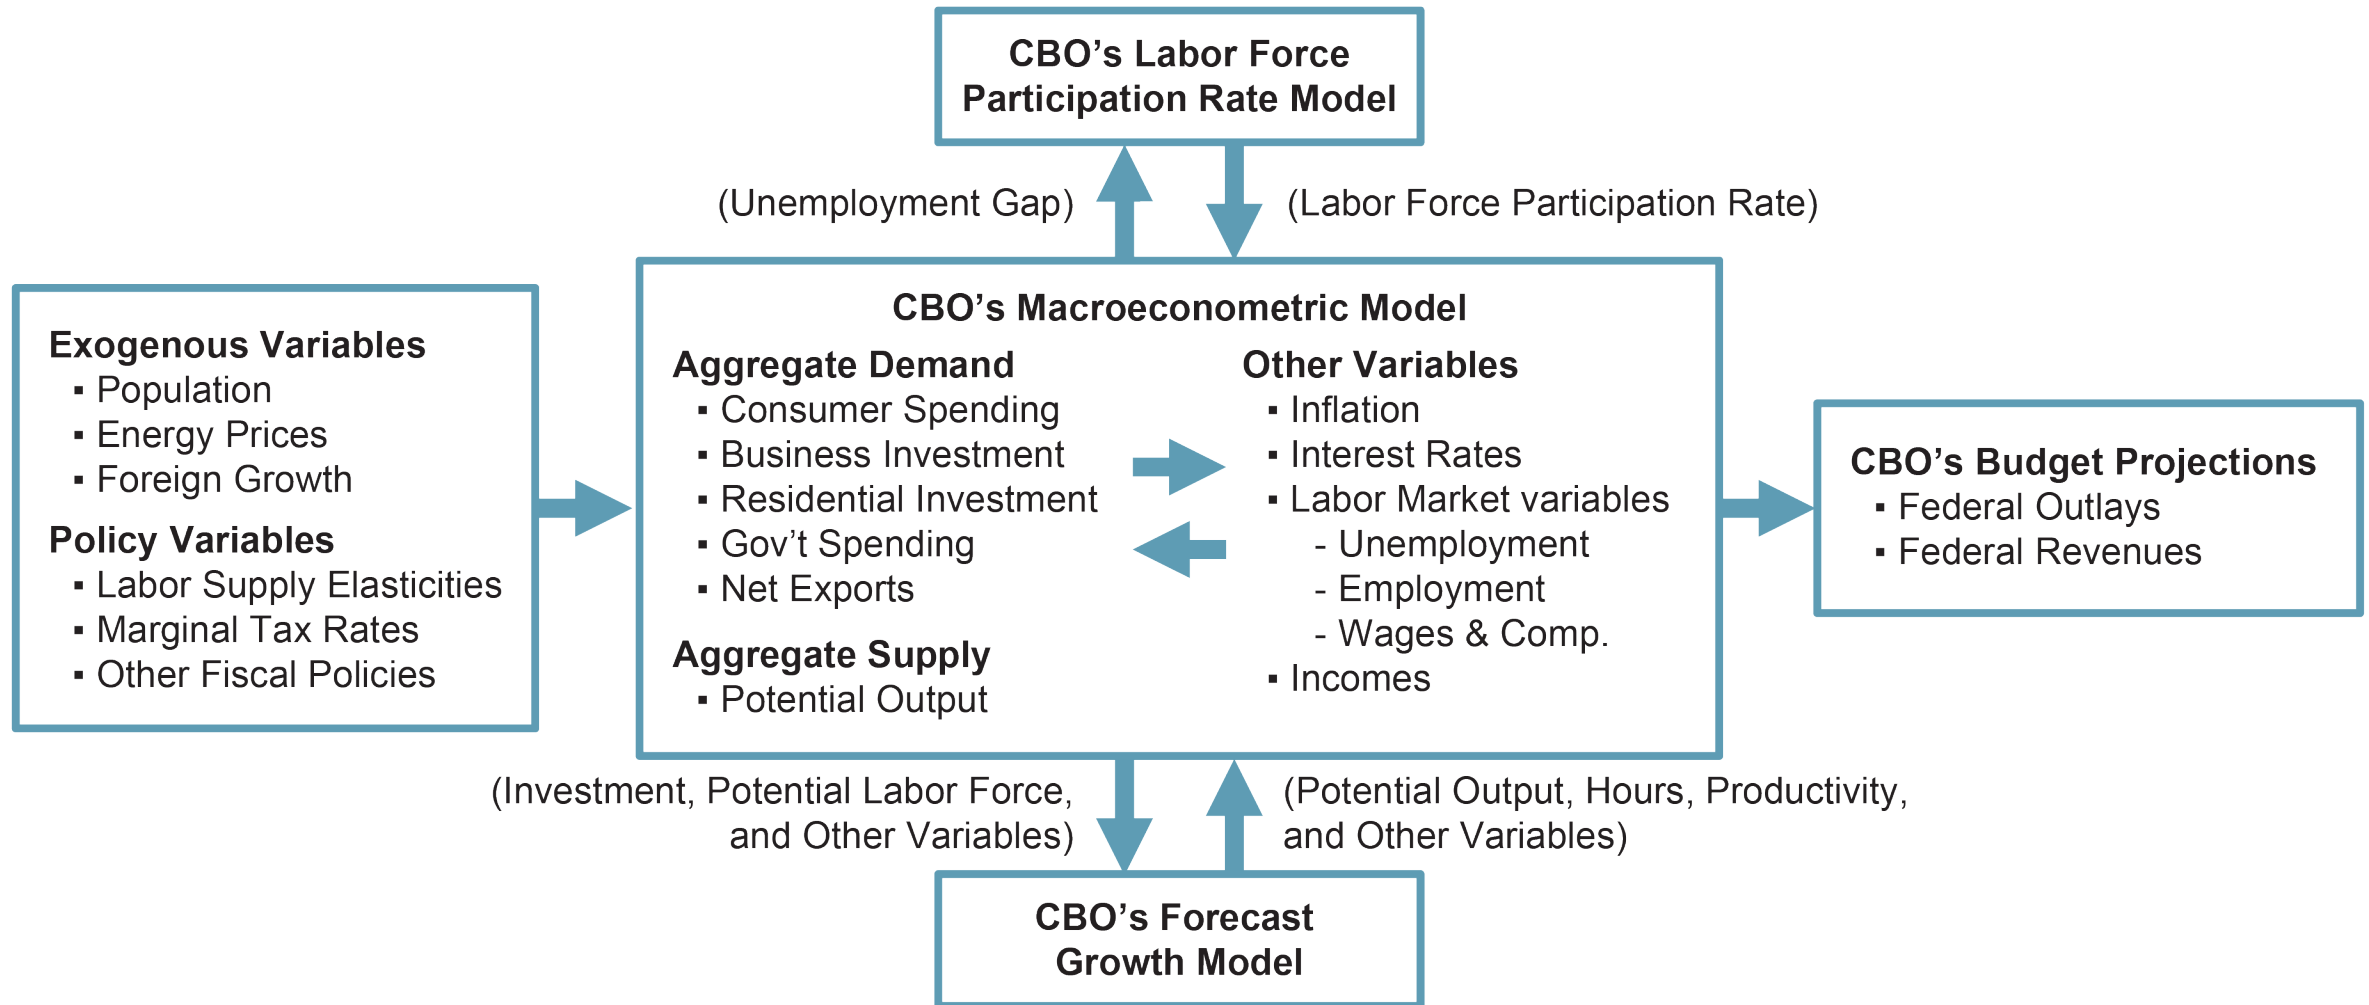 CBO’s Labor Force
Participation Rate Model
(Unemployment Gap)
(Labor Force Participation Rate)
Exogenous Variables
▪ Population
▪ Energy Prices
▪ Foreign Growth
Policy Variables
▪ Labor Supply Elasticities
▪ Marginal Tax Rates
▪ Other Fiscal Policies
CBO’s Macroeconometric Model
Aggregate Demand
▪ Consumer Spending
▪ Business Investment
▪ Residential Investment
▪ Gov’t Spending
▪ Net Exports
Aggregate Supply
▪ Potential Output
Other Variables
▪ Inflation
▪ Interest Rates
▪ Labor Market variables
- Unemployment
- Employment
- Wages & Comp.
▪ Incomes
CBO’s Budget Projections
▪ Federal Outlays
▪ Federal Revenues
(Investment, Potential Labor Force,
and Other Variables)
(Potential Output, Hours, Productivity,
and Other Variables)
CBO’s Forecast
Growth Model